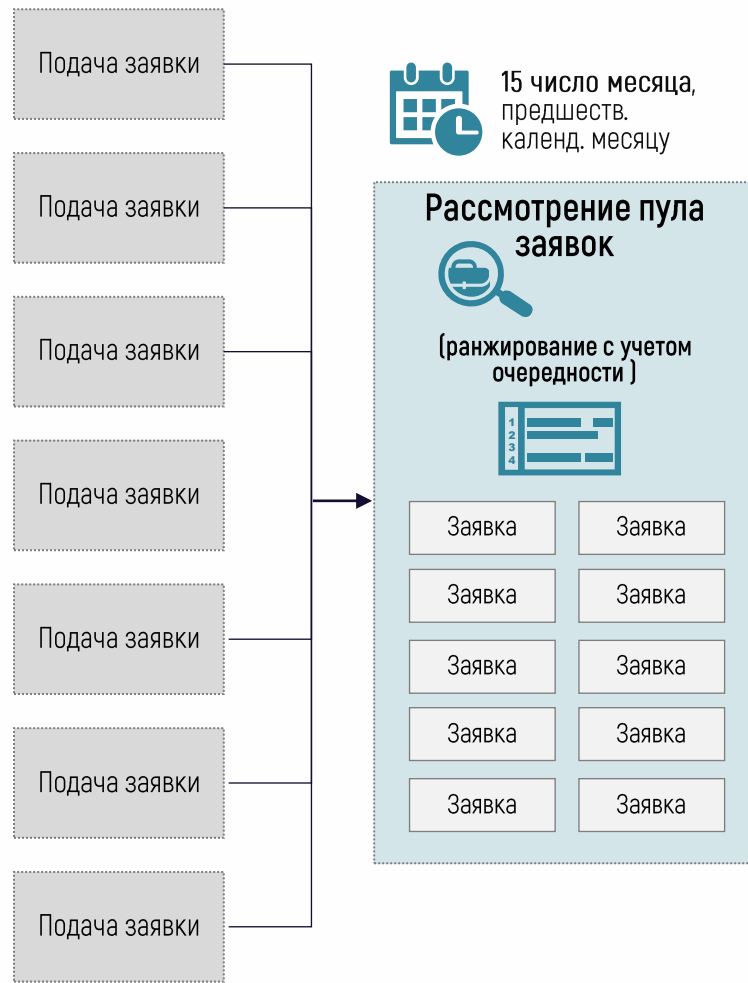 Подача заявки
Подача заявки
Подача заявки
Подача заявки
Подача заявки
Подача заявки
Подача заявки
15 число месяца,
предшеств.
календ. месяцу
Рассмотрение пула
заявок
(ранжирование с учетом
очередности )
1
2
3
4
Заявка Заявка
Заявка Заявка
Заявка Заявка
Заявка Заявка
Заявка Заявка